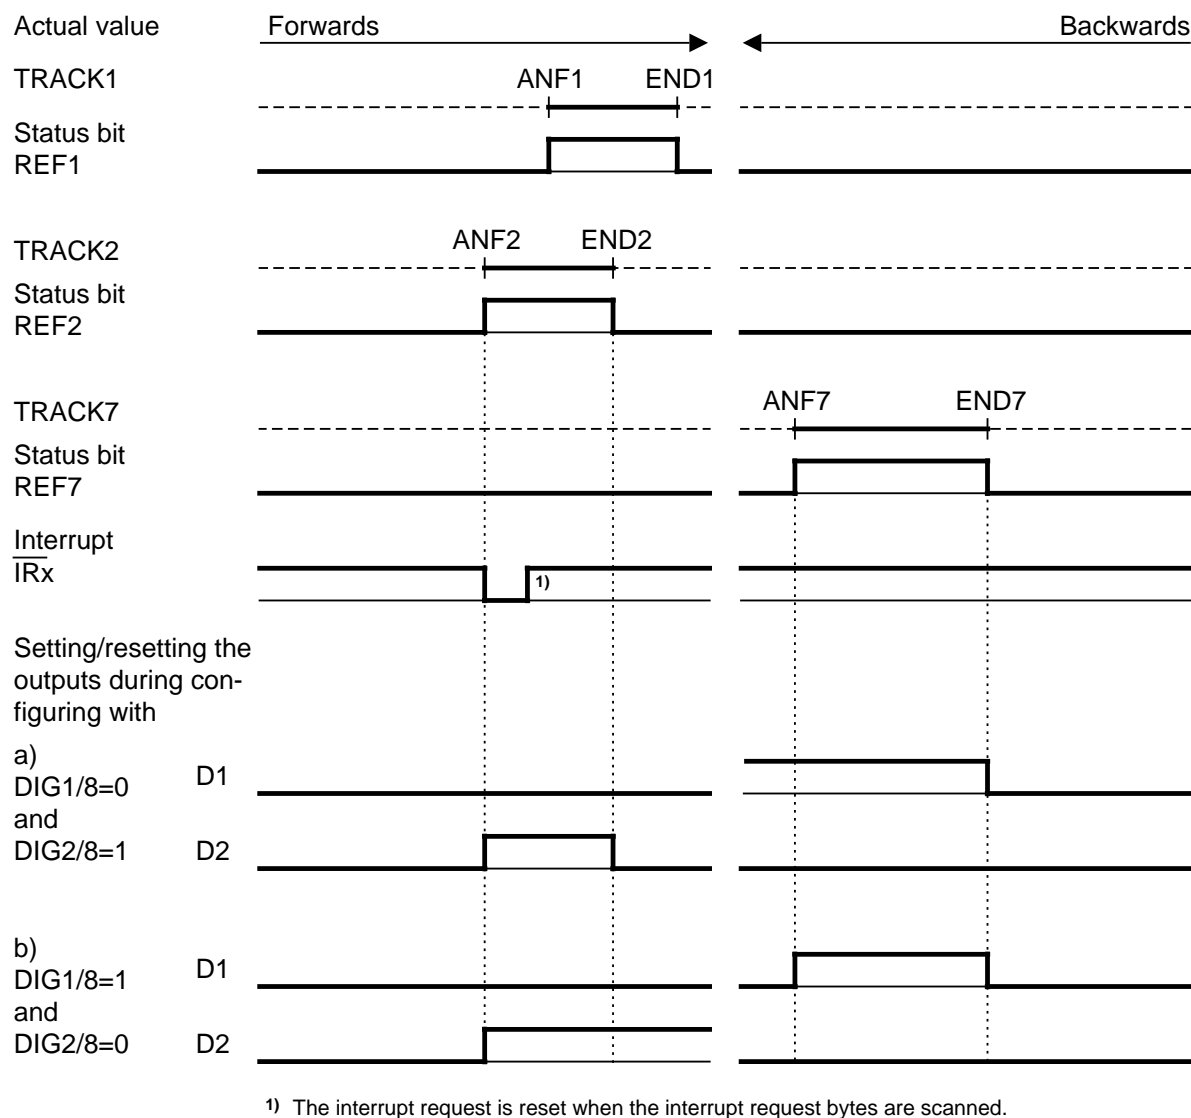 Actual value Forwards Backwards
TRACK1 ANF1 END1
Status bit
REF1
TRACK2 ANF2 END2
Status bit
REF2
TRACK7 ANF7 END7
Status bit
REF7
Interrupt
IRx 1)
Setting/resetting the
outputs during con-
figuring with
a)
DIG1/8=0 D1
and
DIG2/8=1 D2
b)
DIG1/8=1 D1
and
DIG2/8=0 D2
1) The interrupt request is reset when the interrupt request bytes are scanned.